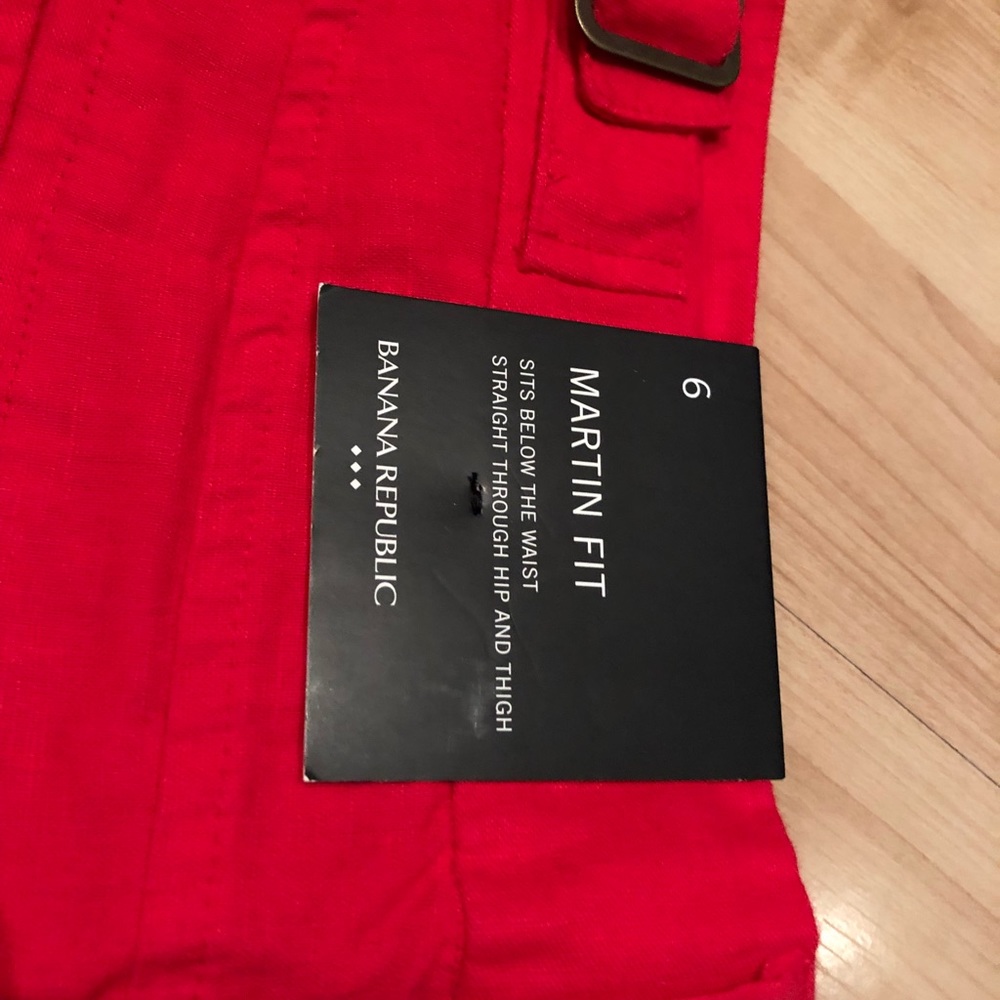 6
MARTIN FIT
SITS BELOW THE WAIST
STRAIGHT THROUGH HIP AND THIGH
BANANA REPUBLIC